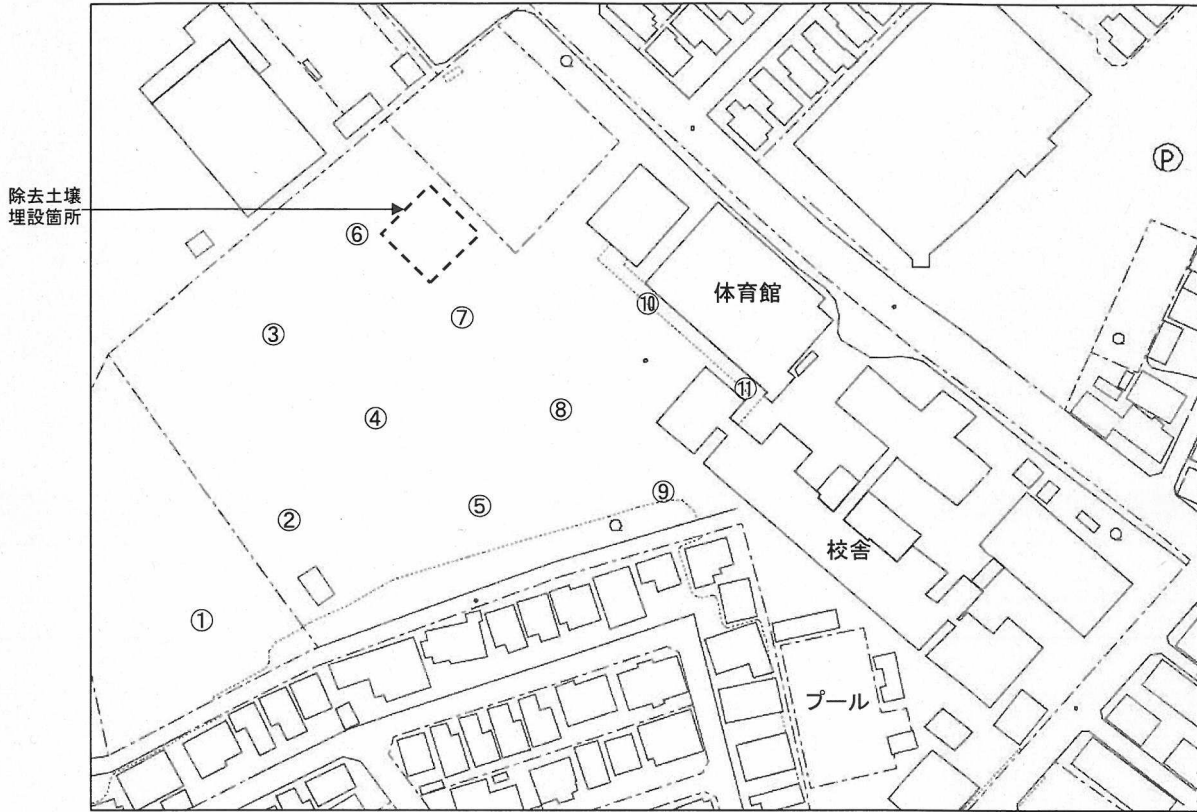 Ⓟ
除去土壌
埋設箇所
⑥
体育館
⑩
⑦
③
⑪
⑧
④
⑨
⑤
②
校舎
①
プール